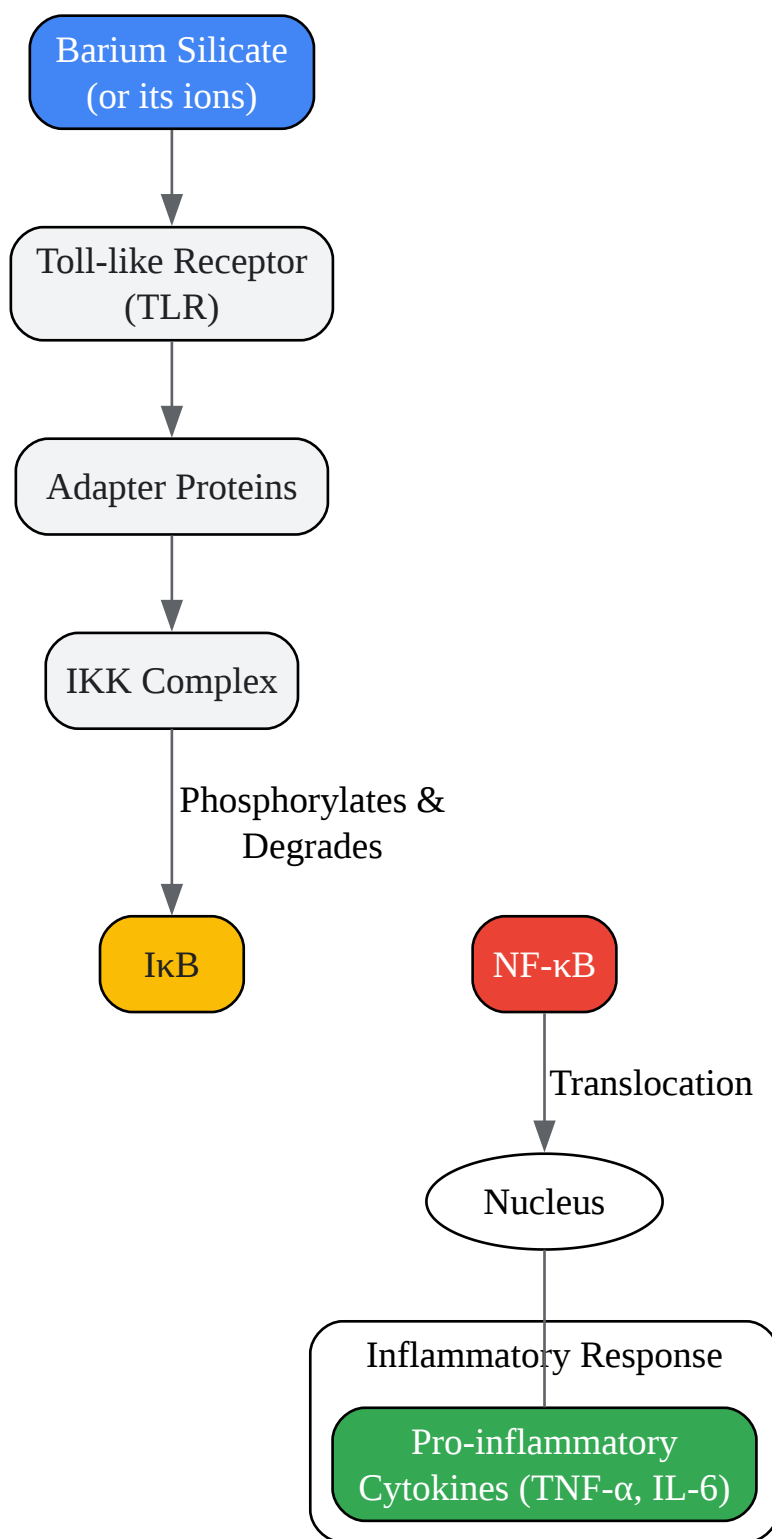 Barium Silicate
(or its ions)
Toll-like Receptor
(TLR)
Adapter Proteins
IKK Complex
Phosphorylates &
Degrades
IκB
NF-κB
Translocation
Nucleus
Inflammatory Response
Pro-inflammatory
Cytokines (TNF-α, IL-6)